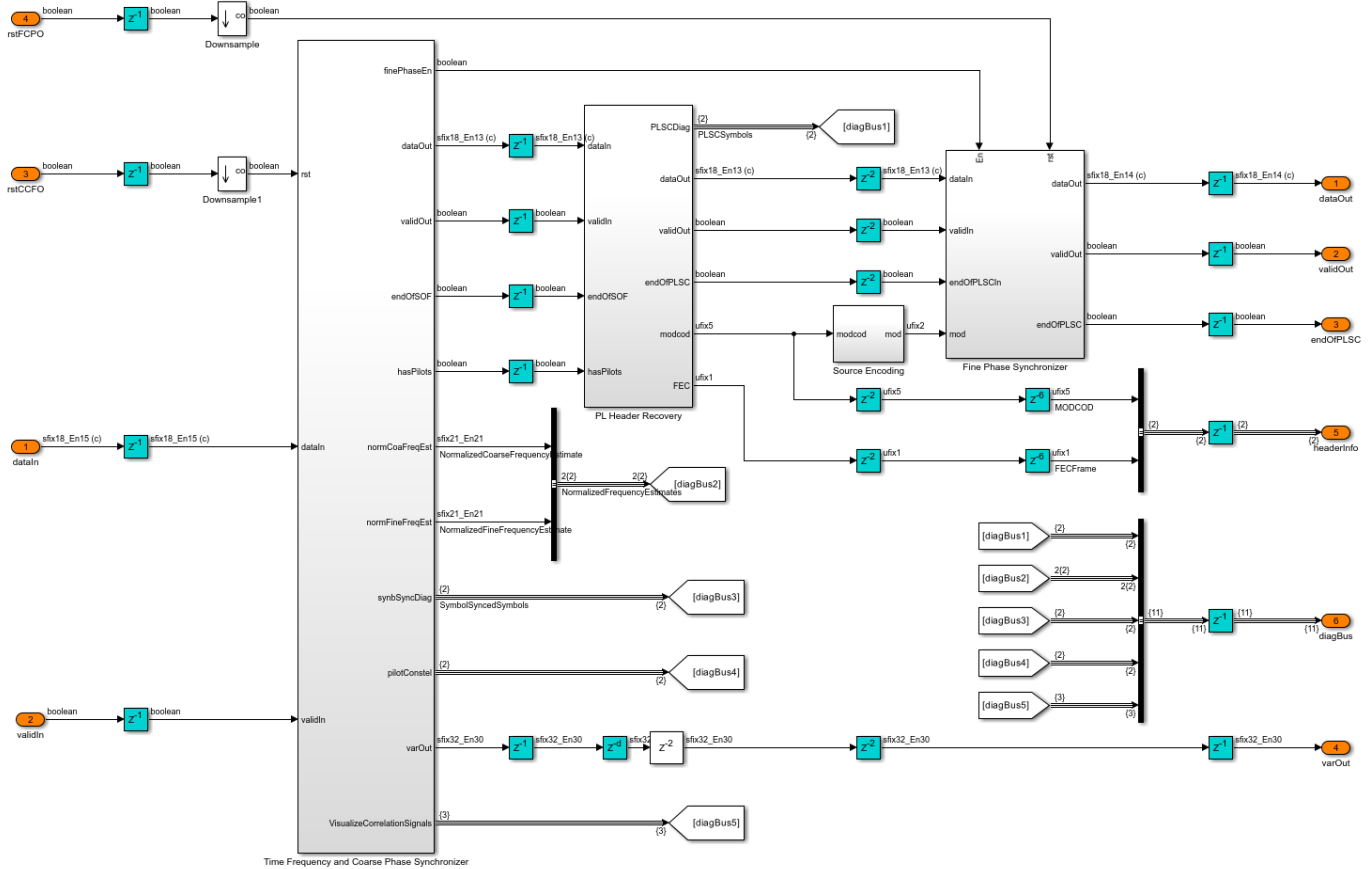 4
boolean
z-1
boolean
co
boolean
rstFCPO
Downsample
finePhaseEn
boolean
3
boolean
z-1
boolean
co
boolean
rst
rstCCFO
Downsample1
dataOut
sfix18_En13 (c)
z-1
sfix18_En13 (c)
dataIn
validOut
boolean
z-1
boolean
validIn
endOfSOF
boolean
z-1
boolean
endOfSOF
hasPilots
boolean
z-1
boolean
hasPilots
PL Header Recovery
PLSCDiag
{2}
PLSCSymbols
{2}
[diagBus1]
dataOut
sfix18_En13 (c)
z-2
sfix18_En13 (c)
dataIn
validOut
boolean
z-2
boolean
validIn
endOfPLSC
boolean
z-2
boolean
endOfPLSCIn
modcod
ufix5
modcod
mod
ufix2
mod
Source Encoding
En
rst
Fine Phase Synchronizer
dataOut
sfix18_En14 (c)
z-1
sfix18_En14 (c)
1
dataOut
validOut
boolean
z-1
boolean
2
validOut
endOfPLSC
boolean
z-1
boolean
3
endOfPLSC
FEC
ufix1
z-2
ufix5
z-6
ufix5
MODCOD
z-2
ufix1
z-6
ufix1
FECFrame
{2}
{2}
z-1
{2}
{2}
5
headerInfo
1
sfix18_En15 (c)
z-1
sfix18_En15 (c)
dataIn
dataIn
normCoaFreqEst
sfix21_En21
NormalizedCoarseFrequencyEstimate
normFineFreqEst
sfix21_En21
NormalizedFineFrequencyEstimate
2{2}
2{2}
NormalizedFrequencyEstimates
[diagBus2]
synbSyncDiag
{2}
SymbolSyncedSymbols
{2}
[diagBus3]
pilotConstel
{2}
{2}
[diagBus4]
[diagBus1]
{2}
{2}
[diagBus2]
2{2}
2{2}
[diagBus3]
{2}
{2}
[diagBus4]
{2}
{2}
[diagBus5]
{3}
{3}
{11}
{11}
z-1
{11}
{11}
6
diagBus
2
boolean
z-1
boolean
validIn
validIn
varOut
sfix32_En30
z-1
sfix32_En30
z-d
z-2
sfix32_En30
z-2
sfix32_En30
z-1
sfix32_En30
4
varOut
VisualizeCorrelationSignals
{3}
{3}
[diagBus5]
Time Frequency and Coarse Phase Synchronizer